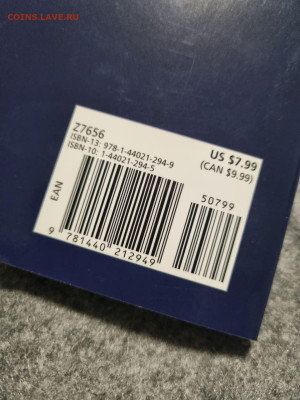 COINS.LAVE.RU
Z7656
ISBN-13: 978-1-44021-294-9
ISBN-10: 1-44021-294-5
US $7.99
(CAN $9.99)
EAN
50799
9 781440 212949